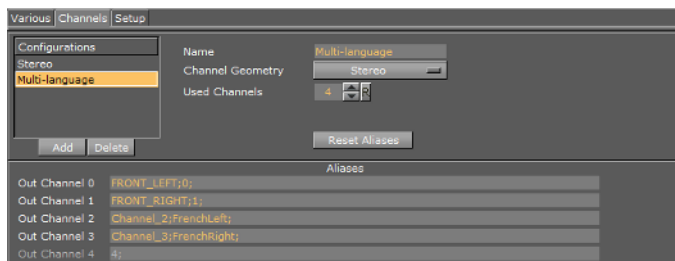 Various Channels Setup
Configurations
Stereo
Multi-language
Add Delete
Name Multi-language
Channel Geometry Stereo
Used Channels 4 R
Reset Aliases
Aliases
Out Channel 0 FRONT_LEFT;0;
Out Channel 1 FRONT_RIGHT;1;
Out Channel 2 Channel_2;FrenchLeft;
Out Channel 3 Channel_3;FrenchRight;
Out Channel 4 4;